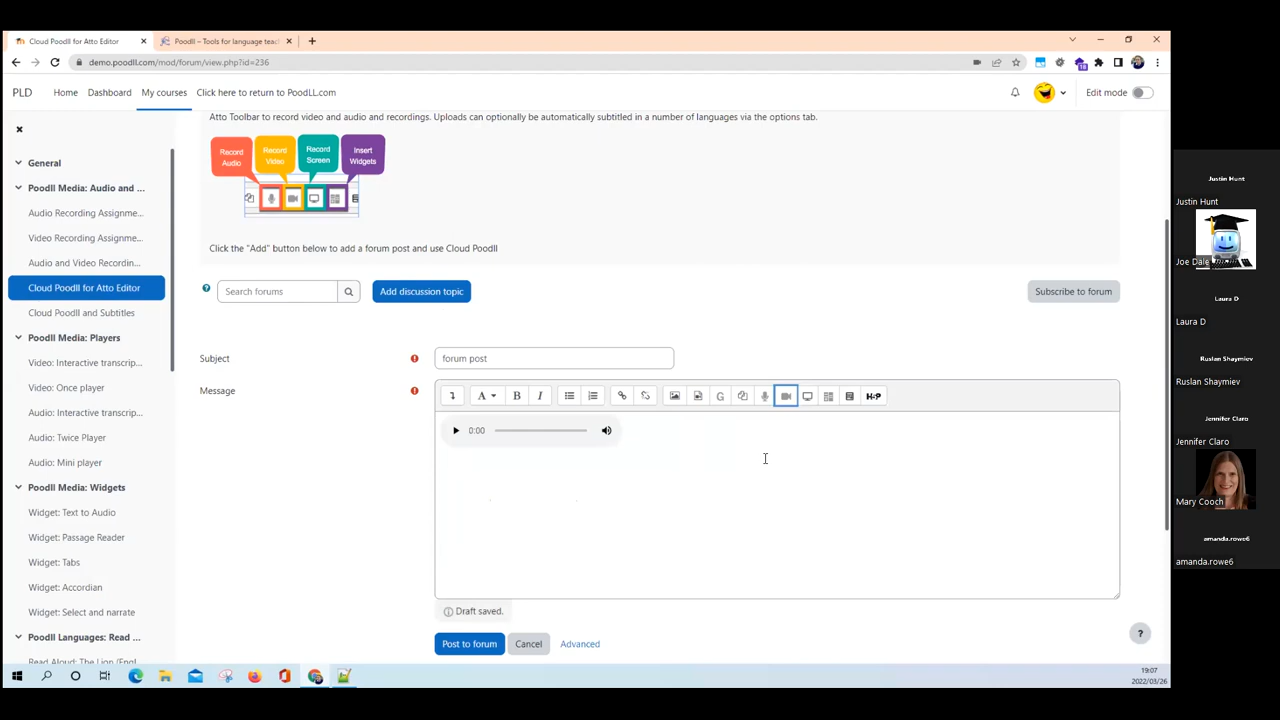 Cloud Poodll for Atto Editor
Poodll – Tools for language teac
demo.poodll.com/mod/forum/view.php?id=236
18
PLD
Home
Dashboard
My courses
Click here to return to PoodLL.com
Edit mode
General
Poodll Media: Audio and ...
Audio Recording Assignme...
Video Recording Assignme...
Audio and Video Recordin...
Cloud Poodll for Atto Editor
Cloud Poodll and Subtitles
Poodll Media: Players
Video: Interactive transcrip...
Video: Once player
Audio: Interactive transcrip...
Audio: Twice Player
Audio: Mini player
Poodll Media: Widgets
Widget: Text to Audio
Widget: Passage Reader
Widget: Tabs
Widget: Accordian
Widget: Select and narrate
Poodll Languages: Read ...
Read Aloud: The Lion (Engl
Atto Toolbar to record video and audio and recordings. Uploads can optionally be automatically subtitled in a number of languages via the options tab.
Record Audio
Record Video
Record Screen
Insert Widgets
Click the "Add" button below to add a forum post and use Cloud Poodll
Search forums
Add discussion topic
Subscribe to forum
Subject
forum post
Message
A
B
I
G
H-P
0:00
Draft saved.
Post to forum
Cancel
Advanced
?
19:07
2022/03/26
Justin Hunt
Justin Hunt
Joe Dale
Laura D
Laura D
Ruslan Shaymiev
Ruslan Shaymiev
Jennifer Claro
Jennifer Claro
Mary Cooch
amanda.rowe6
amanda.rowe6